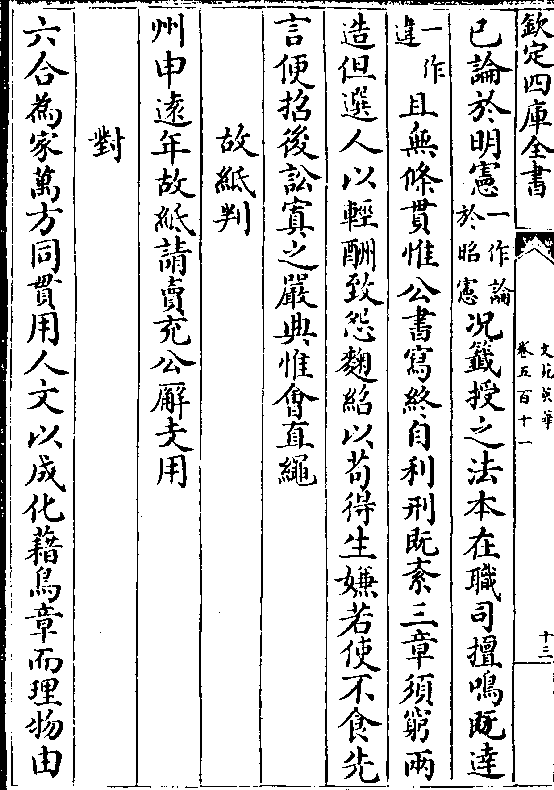 欽定四庫全書
文苑英華
卷五百十一
十三
已論於明憲一作論於昭憲况籤授之法本在職司擅鳴既達
一作違且無條貫惟公書寫終自利刑既紊三章須窮兩
造但選人以輕酬致怨麴紹以苟得生嫌若使不食先
言便招後訟寘之嚴典惟會直繩
故紙判
州申逺年故紙請賣充公廨支用
對
六合為家萬方同貫用人文以成化藉鳥章而理物由